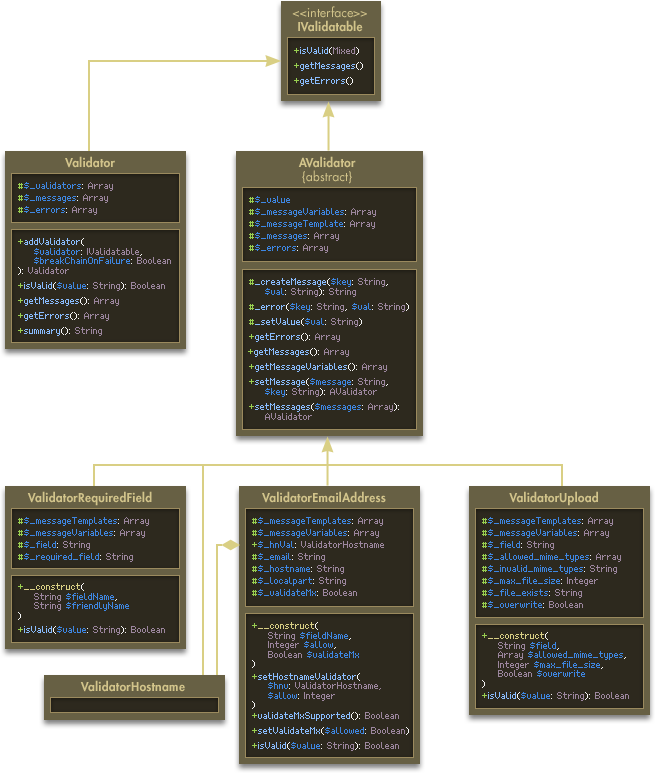 <<interface>>
IValidatable
+isValid(Mixed)
+getMessages()
+getErrors()
Validator
#$_validators: Array
#$_messages: Array
#$_errors: Array
+addValidator(
$validator: IValidatable,
$breakChainOnFailure: Boolean
): Validator
+isValid($value: String): Boolean
+getMessages(): Array
+getErrors(): Array
+summary(): String
AValidator
{abstract}
#$_value
#$_messageVariables: Array
#$_messageTemplate: Array
#$_messages: Array
#$_errors: Array
#_createMessage($key: String,
$val: String): String
#_error($key: String, $val: String)
#_setValue($val: String)
+getErrors(): Array
+getMessages(): Array
+getMessageVariables(): Array
+setMessage($message: String,
$key: String): AValidator
+setMessages($messages: Array):
AValidator
ValidatorRequiredField
#$_messageTemplates: Array
#$_messageVariables: Array
#$_field: String
#$_required_field: String
+__construct(
String $fieldName,
String $friendlyName
)
+isValid($value: String): Boolean
ValidatorHostname
ValidatorEmailAddress
#$_messageTemplates: Array
#$_messageVariables: Array
+$_hnVal: ValidatorHostname
#$_email: String
#$_hostname: String
#$_localpart: String
#$_validateMx: Boolean
+__construct(
String $fieldName,
Integer $allow,
Boolean $validateMx
)
+setHostnameValidator(
$hnv: ValidatorHostname,
$allow: Integer
)
+validateMxSupported(): Boolean
+setValidateMx($allowed: Boolean)
+isValid($value: String): Boolean
ValidatorUpload
#$_messageTemplates: Array
#$_messageVariables: Array
#$_field: String
#$_allowed_mime_types: Array
#$_invalid_mime_types: String
#$_max_file_size: Integer
#$_file_exists: String
#$_overwrite: Boolean
+__construct(
String $field,
Array $allowed_mime_types,
Integer $max_file_size,
Boolean $overwrite
)
+isValid($value: String): Boolean